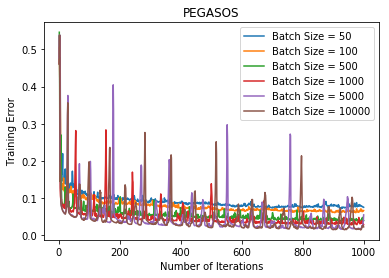 PEGASOS
Training Error
0.5
0.4
0.3
0.2
0.1
0.0
Batch Size = 50
Batch Size = 100
Batch Size = 500
Batch Size = 1000
Batch Size = 5000
Batch Size = 10000
0
200
400
600
800
1000
Number of Iterations